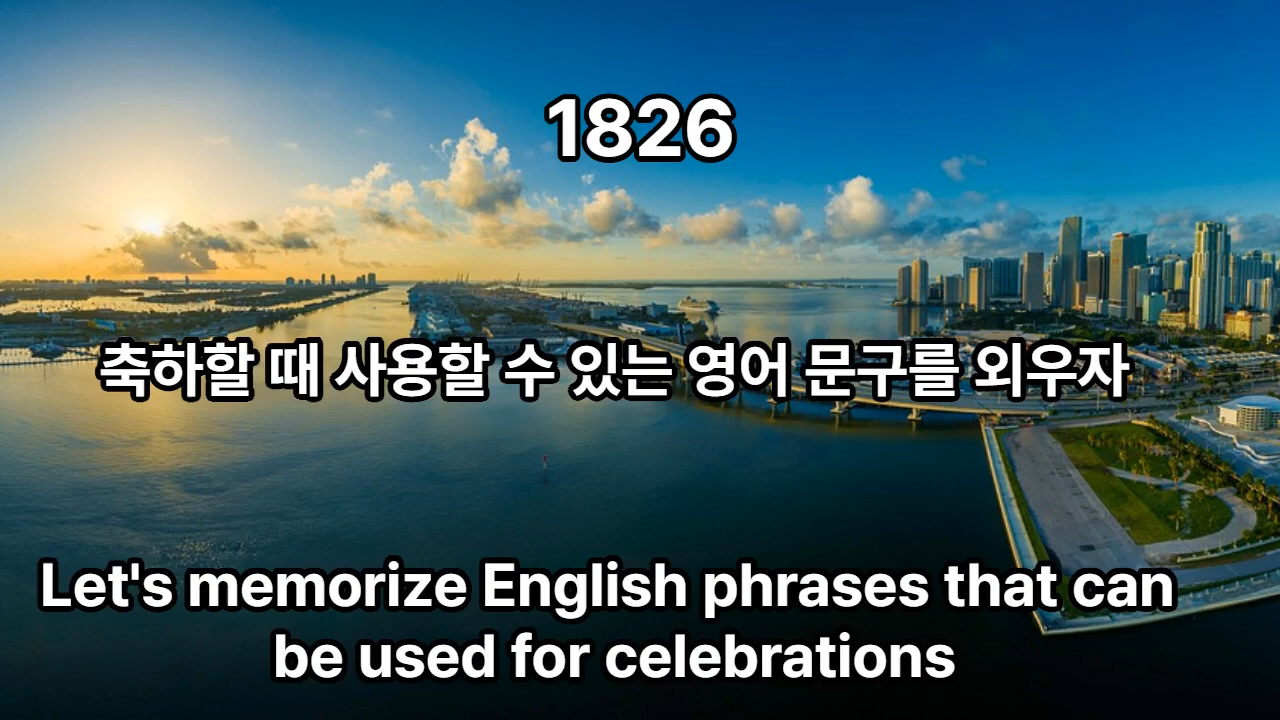 1826
축하할 때 사용할 수 있는 영어 문구를 외우자
Let's memorize English phrases that can
be used for celebrations